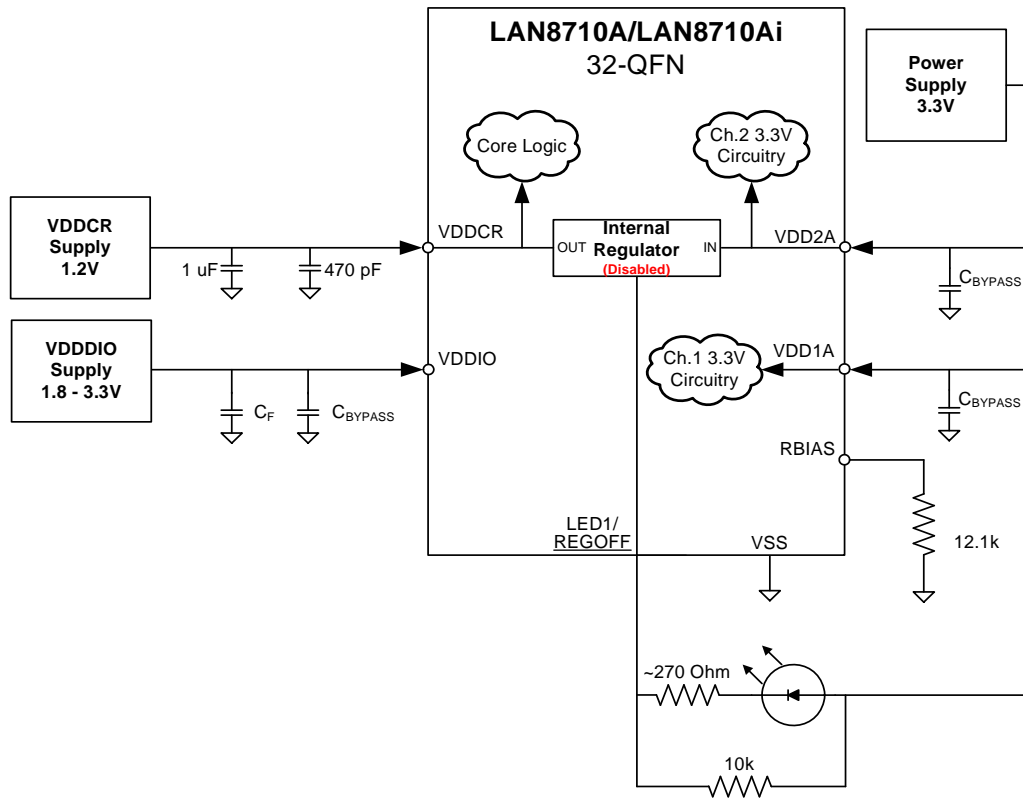 LAN8710A/LAN8710Ai
32-QFN
Power
Supply
3.3V
Core Logic
Ch.2 3.3V
Circuitry
VDDCR
Supply
1.2V
VDDCR
OUT
Internal
Regulator
(Disabled)
IN
VDD2A
1 uF
470 pF
CBYPASS
VDDDIO
Supply
1.8 - 3.3V
VDDIO
Ch.1 3.3V
Circuitry
VDD1A
CF
CBYPASS
CBYPASS
RBIAS
LED1/
REGOFF
VSS
12.1k
~270 Ohm
10k